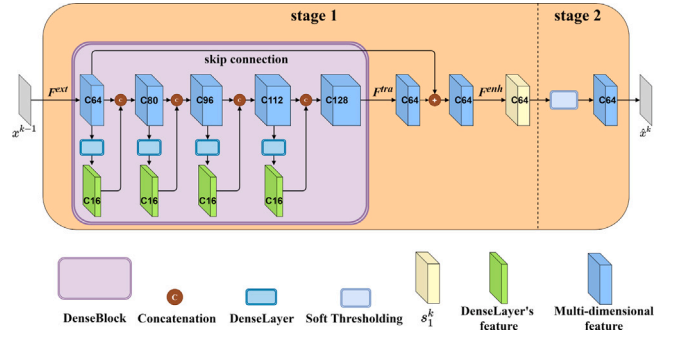 stage 1
stage 2
skip connection
F^ext
C64
C
C80
C
C96
C
C112
C
C128
F^tra
C64
C64
F^enh
C64
C64
x^{k-1}
x̂^k
C16
C16
C16
C16
C
DenseBlock
Concatenation
DenseLayer
Soft Thresholding
s_1^k
DenseLayer's
feature
Multi-dimensional
feature